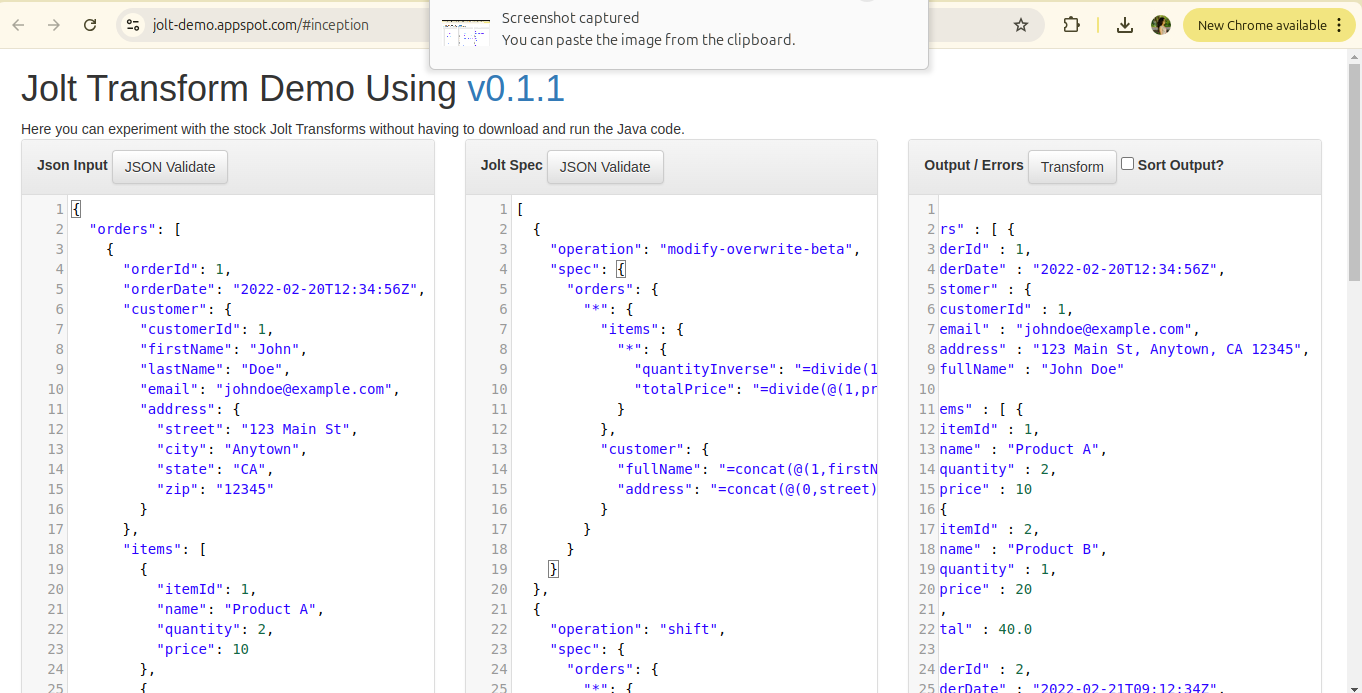 jolt-demo.appspot.com/#inception
Screenshot captured
You can paste the image from the clipboard.
New Chrome available
Jolt Transform Demo Using v0.1.1
Here you can experiment with the stock Jolt Transforms without having to download and run the Java code.
Json Input JSON Validate
1 {
2 "orders": [
3 {
4 "orderId": 1,
5 "orderDate": "2022-02-20T12:34:56Z",
6 "customer": {
7 "customerId": 1,
8 "firstName": "John",
9 "lastName": "Doe",
10 "email": "johndoe@example.com",
11 "address": {
12 "street": "123 Main St",
13 "city": "Anytown",
14 "state": "CA",
15 "zip": "12345"
16 }
17 },
18 "items": [
19 {
20 "itemId": 1,
21 "name": "Product A",
22 "quantity": 2,
23 "price": 10
24 },
25 {
Jolt Spec JSON Validate
1 [
2 {
3 "operation": "modify-overwrite-beta",
4 "spec": {
5 "orders": {
6 "*": {
7 "items": {
8 "*": {
9 "quantityInverse": "=divide(1
10 "totalPrice": "=divide(@(1,pr
11 }
12 },
13 "customer": {
14 "fullName": "=concat(@(1,firstN
15 "address": "=concat(@(0,street)
16 }
17 }
18 }
19 }
20 },
21 {
22 "operation": "shift",
23 "spec": {
24 "orders": {
25 "*": {
Output / Errors Transform Sort Output?
1
2 rs" : [ {
3 derId" : 1,
4 derDate" : "2022-02-20T12:34:56Z",
5 stomer" : {
6 customerId" : 1,
7 email" : "johndoe@example.com",
8 address" : "123 Main St, Anytown, CA 12345",
9 fullName" : "John Doe"
10
11 ems" : [ {
12 itemId" : 1,
13 name" : "Product A",
14 quantity" : 2,
15 price" : 10
16 {
17 itemId" : 2,
18 name" : "Product B",
19 quantity" : 1,
20 price" : 20
21 ,
22 tal" : 40.0
23
24 derId" : 2,
25 derDate" : "2022-02-21T09:12:34Z",